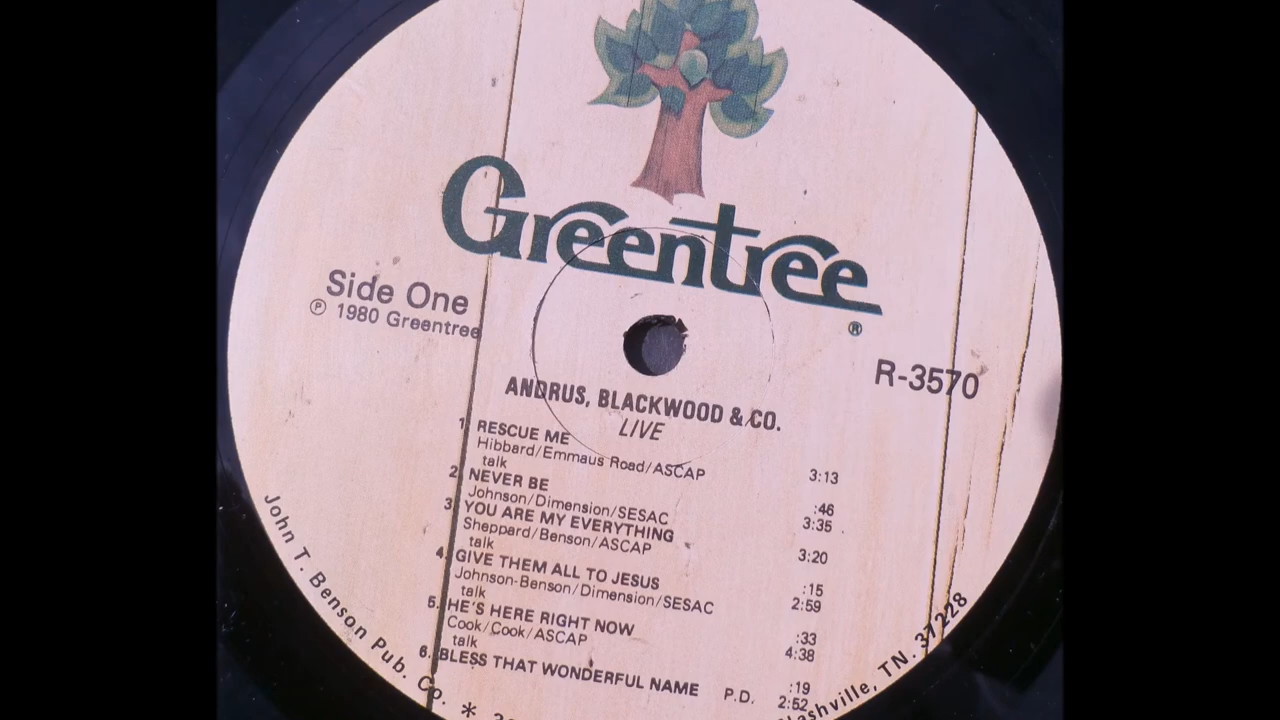 Greentree
®
Side One
℗ 1980 Greentree
R-3570
ANDRUS, BLACKWOOD & CO.
LIVE
1. RESCUE ME 3:13
Hibbard/Emmaus Road/ASCAP
talk :46
2. NEVER BE 3:35
Johnson/Dimension/SESAC
3. YOU ARE MY EVERYTHING 3:20
Sheppard/Benson/ASCAP
talk :15
4. GIVE THEM ALL TO JESUS 2:59
Johnson-Benson/Dimension/SESAC
talk :33
5. HE'S HERE RIGHT NOW 4:38
Cook/Cook/ASCAP
talk :19
6. BLESS THAT WONDERFUL NAME P.D. 2:52
John T. Benson Pub. Co. * Nashville, TN. 37228